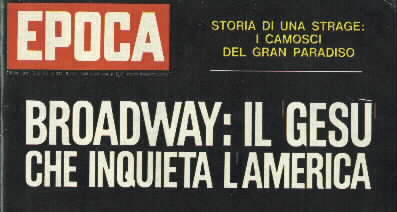 EPOCA
STORIA DI UNA STRAGE:
I CAMOSCI
DEL GRAN PARADISO
BROADWAY: IL GESÙ
CHE INQUIETA L'AMERICA